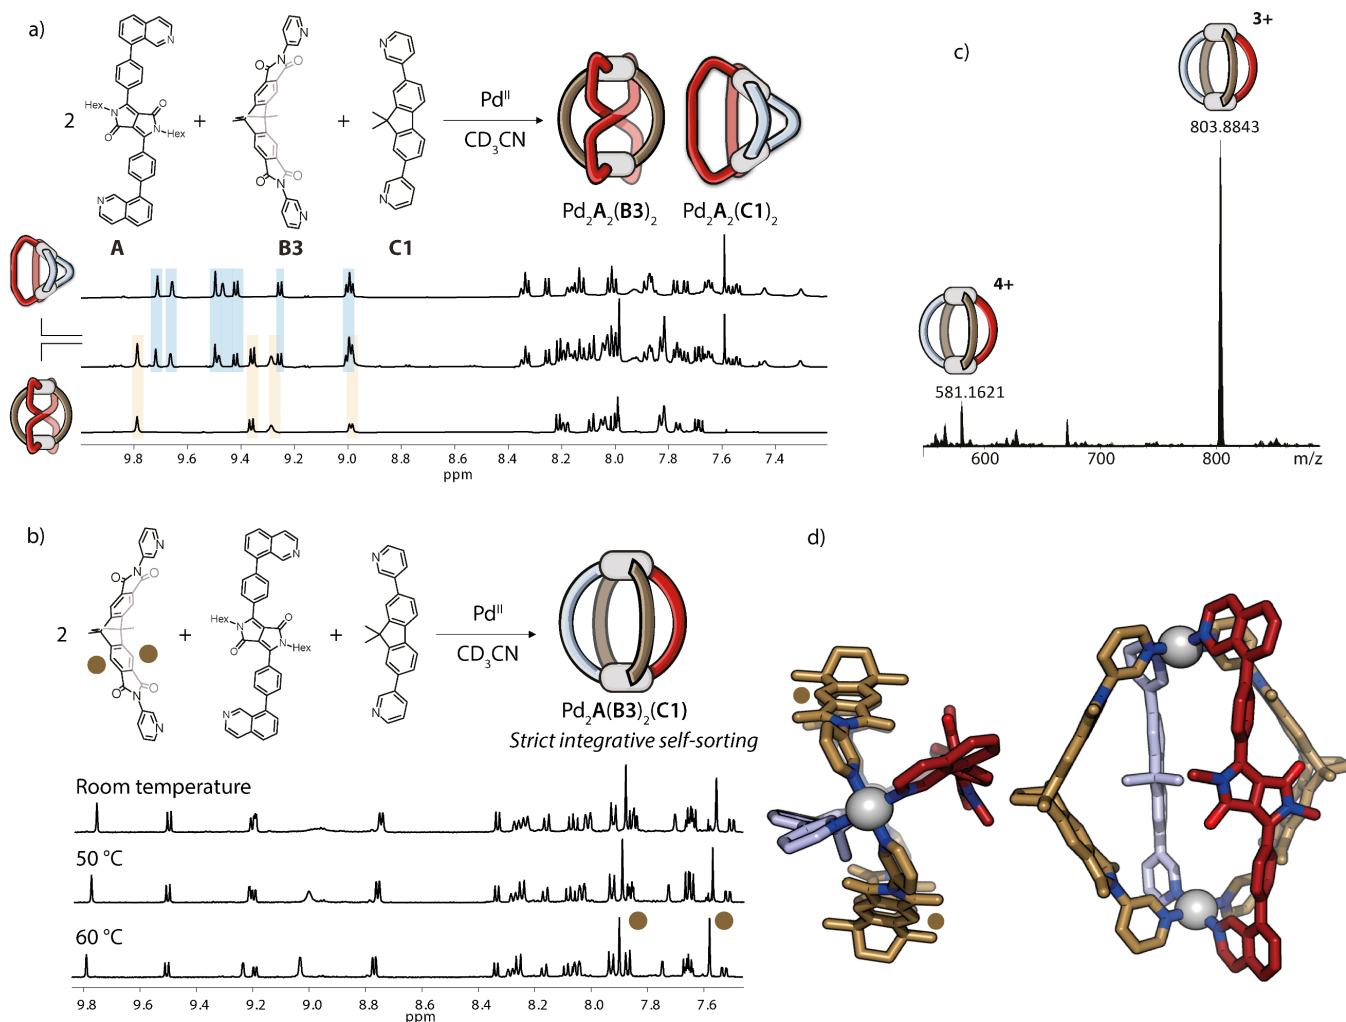 a)
N
N
O
O
N
Hex
N
Hex
N
O
O
N
O
O
N
O
O
N
N
N
N
2
+
+
Pd^II
CD3CN
A
B3
C1
Pd2A2(B3)2
Pd2A2(C1)2
9.8 9.6 9.4 9.2 9.0 8.8 8.6 8.4 8.2 8.0 7.8 7.6 7.4
ppm
c)
3+
803.8843
4+
581.1621
600 700 800 m/z
b)
2
+
+
N
O
O
N
O
O
N
N
N
Hex
N
O
O
N
Hex
N
N
N
Pd^II
CD3CN
Pd2A(B3)2(C1)
Strict integrative self-sorting
Room temperature
50 °C
60 °C
9.8 9.6 9.4 9.2 9.0 8.8 8.6 8.4 8.2 8.0 7.8 7.6
ppm
d)